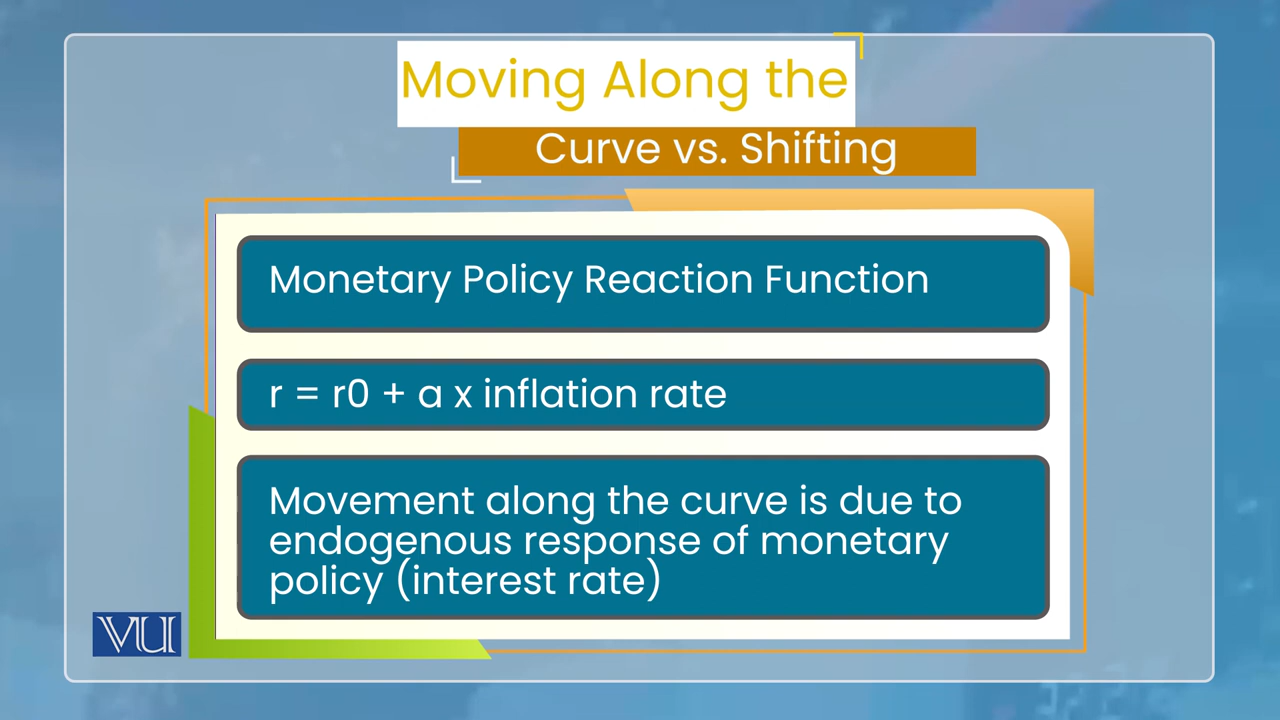 Moving Along the
Curve vs. Shifting
Monetary Policy Reaction Function
r = r0 + a x inflation rate
Movement along the curve is due to
endogenous response of monetary
policy (interest rate)
VU